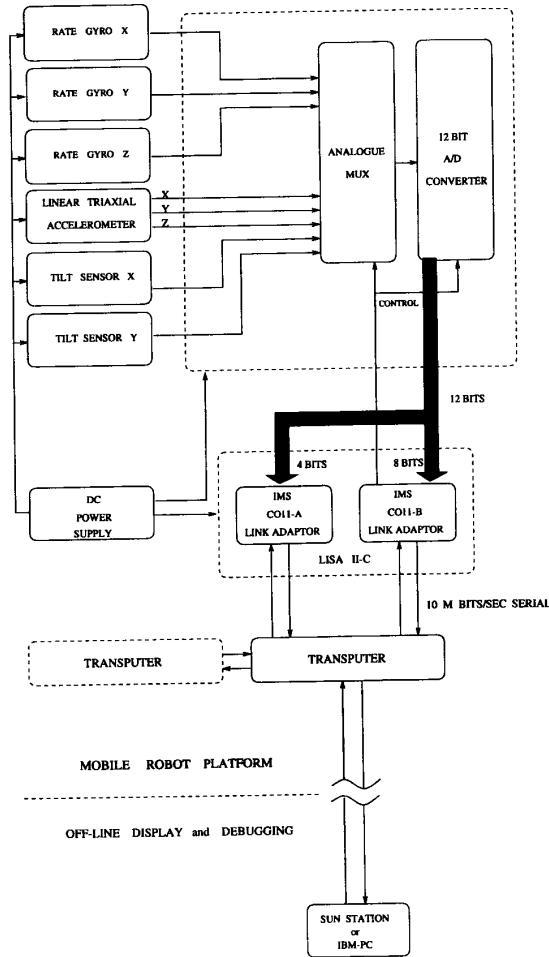 RATE GYRO X
RATE GYRO Y
RATE GYRO Z
LINEAR TRIAXIAL
ACCELEROMETER
X
Y
Z
TILT SENSOR X
TILT SENSOR Y
ANALOGUE
MUX
12 BIT
A/D
CONVERTER
CONTROL
12 BITS
4 BITS
8 BITS
DC
POWER
SUPPLY
IMS
CO11-A
LINK ADAPTOR
IMS
CO11-B
LINK ADAPTOR
LISA II-C
10 M BITS/SEC SERIAL
TRANSPUTER
TRANSPUTER
MOBILE ROBOT PLATFORM
OFF-LINE DISPLAY and DEBUGGING
SUN STATION
or
IBM-PC